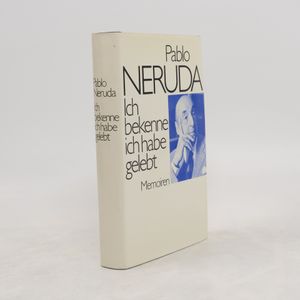 Pablo
NERUDA
Ich
bekenne
ich habe
gelebt
Memoiren
Pablo
Neruda
Ich
bekenne
ich habe
gelebt